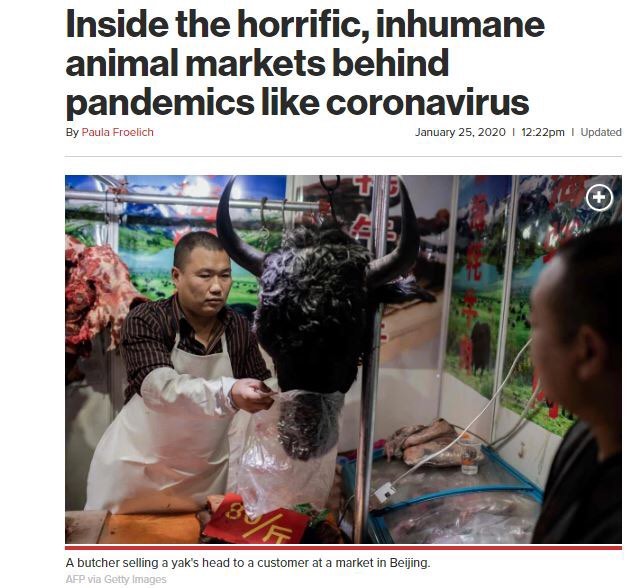 Inside the horrific, inhumane
animal markets behind
pandemics like coronavirus
By Paula Froelich
January 25, 2020 | 12:22pm | Updated
80/斤
A butcher selling a yak's head to a customer at a market in Beijing.
AFP via Getty Images